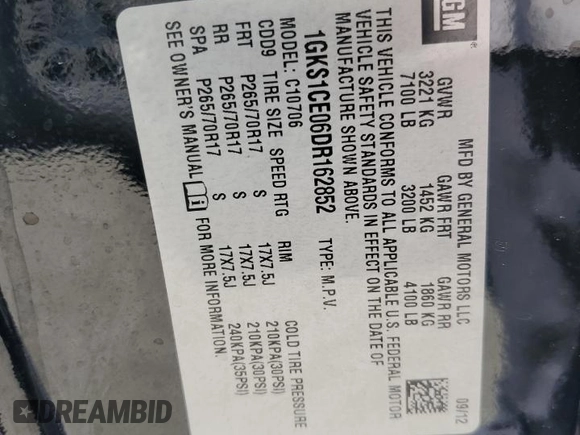 GM
MFD BY GENERAL MOTORS LLC 09/12
GVWR GAWR FRT GAWR RR
3221 KG 1452 KG 1860 KG
7100 LB 3200 LB 4100 LB
THIS VEHICLE CONFORMS TO ALL APPLICABLE U.S. FEDERAL MOTOR
VEHICLE SAFETY STANDARDS IN EFFECT ON THE DATE OF
MANUFACTURE SHOWN ABOVE.
1GKS1CE06DR162852 TYPE: M.P.V.
MODEL: C10706
CDD9 TIRE SIZE SPEED RTG RIM COLD TIRE PRESSURE
FRT P265/70R17 S 17X7.5J 210KPA(30PSI)
RR P265/70R17 S 17X7.5J 210KPA(30PSI)
SPA P265/70R17 S 17X7.5J 240KPA(35PSI)
SEE OWNER'S MANUAL FOR MORE INFORMATION.
DREAMBID